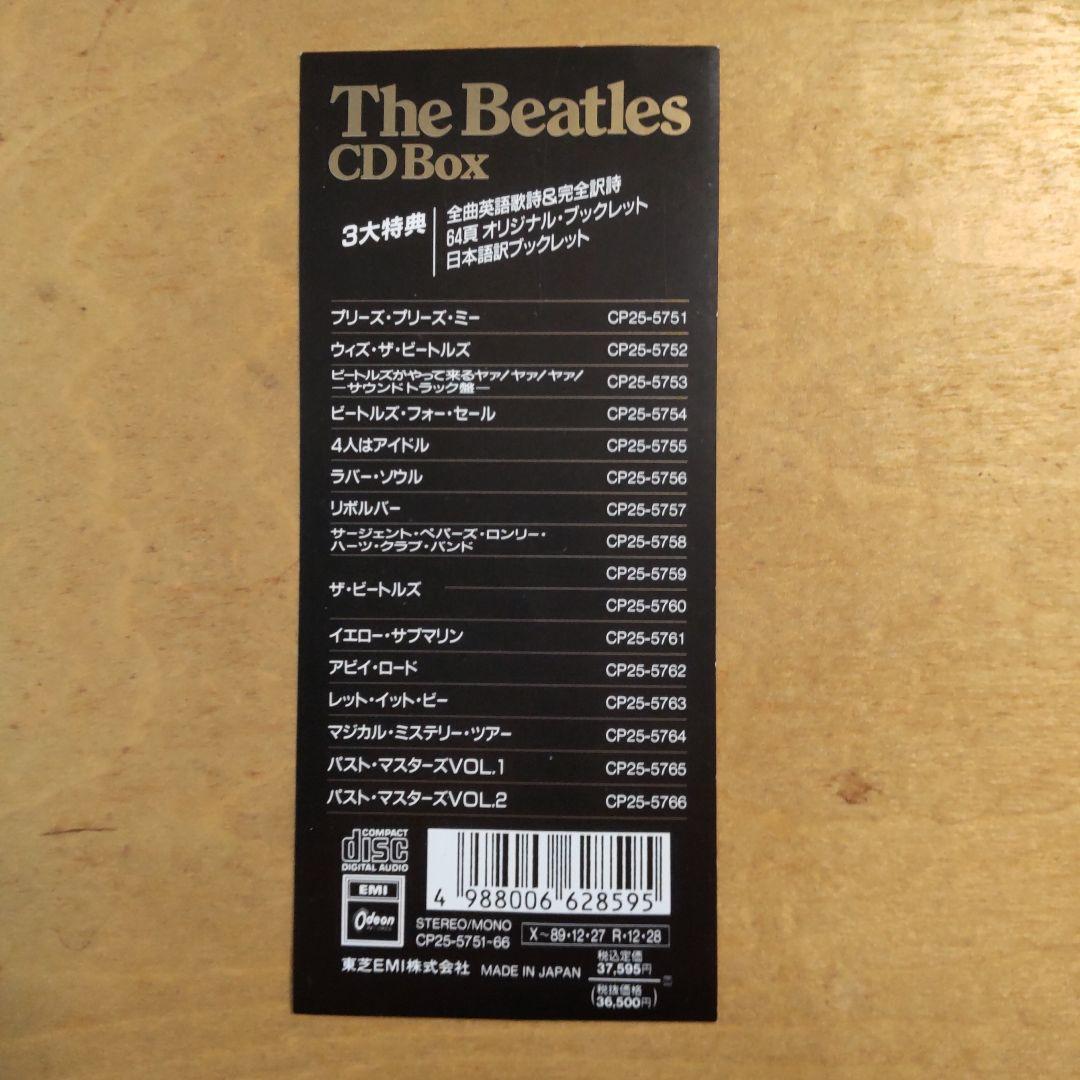 The Beatles
CD Box
3大特典
全曲英語歌詩&完全訳詩
64頁 オリジナル・ブックレット
日本語訳ブックレット
プリーズ・プリーズ・ミー CP25-5751
ウィズ・ザ・ビートルズ CP25-5752
ビートルズがやって来るヤァ!ヤァ!ヤァ!
―サウンドトラック盤― CP25-5753
ビートルズ・フォー・セール CP25-5754
4人はアイドル CP25-5755
ラバー・ソウル CP25-5756
リボルバー CP25-5757
サージェント・ペパーズ・ロンリー・
ハーツ・クラブ・バンド CP25-5758
ザ・ビートルズ CP25-5759
CP25-5760
イエロー・サブマリン CP25-5761
アビイ・ロード CP25-5762
レット・イット・ビー CP25-5763
マジカル・ミステリー・ツアー CP25-5764
パスト・マスターズVOL.1 CP25-5765
パスト・マスターズVOL.2 CP25-5766
COMPACT
disc
DIGITAL AUDIO
4 988006 628595
EMI
Odeon
STEREO/MONO
CP25-5751~66
X~89・12・27 R・12・28
東芝EMI株式会社 MADE IN JAPAN
税込定価
37,595円
(税抜価格
36,500円)